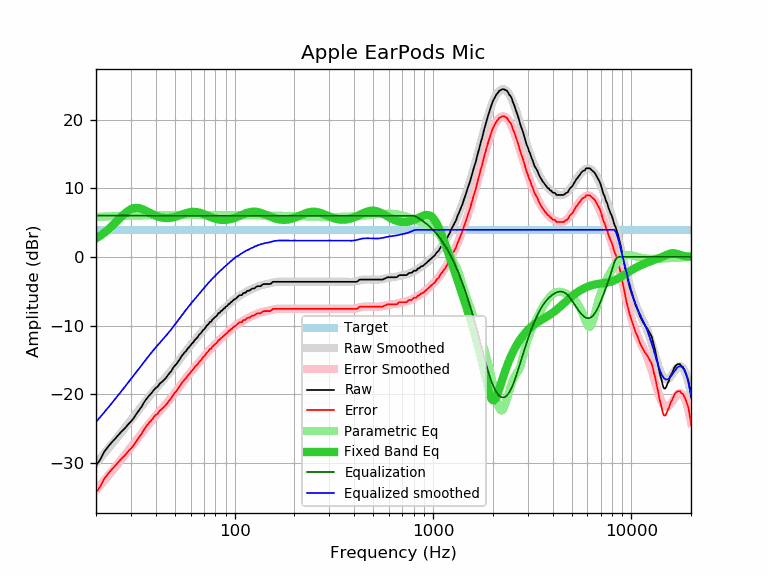 Apple EarPods Mic
Amplitude (dBr)
20
10
0
−10
−20
−30
Target
Raw Smoothed
Error Smoothed
Raw
Error
Parametric Eq
Fixed Band Eq
Equalization
Equalized smoothed
100
1000
10000
Frequency (Hz)